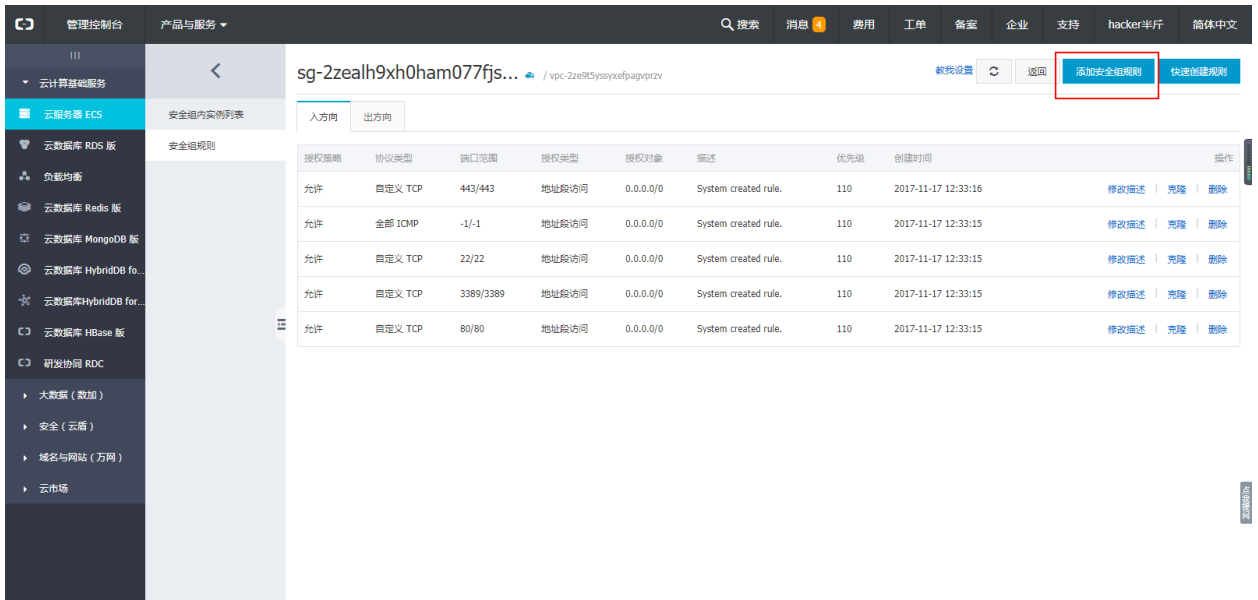 管理控制台 产品与服务 搜索 消息 4 费用 工单 备案 企业 支持 hacker半斤 简体中文
云计算基础服务
云服务器 ECS
云数据库 RDS 版
负载均衡
云数据库 Redis 版
云数据库 MongoDB 版
云数据库 HybridDB fo...
云数据库HybridDB for...
云数据库 HBase 版
研发协同 RDC
大数据（数加）
安全（云盾）
域名与网站（万网）
云市场
安全组内实例列表
安全组规则
sg-2zealh9xh0ham077fjs... / vpc-2ze9t5yssyxefpagvprzv 教我设置 返回 添加安全组规则 快速创建规则
入方向 出方向
授权策略 协议类型 端口范围 授权类型 授权对象 描述 优先级 创建时间 操作
允许 自定义 TCP 443/443 地址段访问 0.0.0.0/0 System created rule. 110 2017-11-17 12:33:16 修改描述 克隆 删除
允许 全部 ICMP -1/-1 地址段访问 0.0.0.0/0 System created rule. 110 2017-11-17 12:33:15 修改描述 克隆 删除
允许 自定义 TCP 22/22 地址段访问 0.0.0.0/0 System created rule. 110 2017-11-17 12:33:15 修改描述 克隆 删除
允许 自定义 TCP 3389/3389 地址段访问 0.0.0.0/0 System created rule. 110 2017-11-17 12:33:15 修改描述 克隆 删除
允许 自定义 TCP 80/80 地址段访问 0.0.0.0/0 System created rule. 110 2017-11-17 12:33:15 修改描述 克隆 删除
点我提问